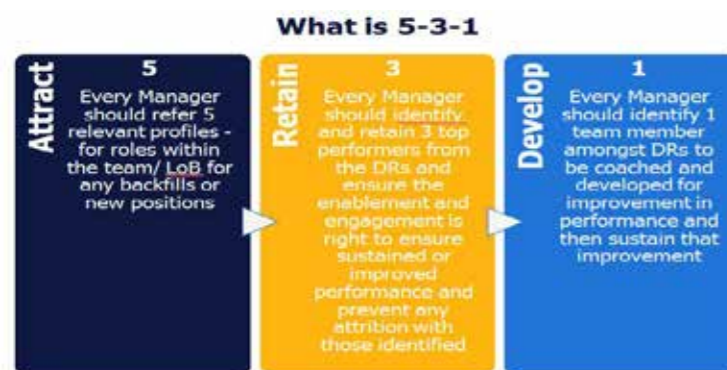 What is 5-3-1
Attract
5
Every Manager
should refer 5
relevant profiles -
for roles within
the team/ LoB for
any backfills or
new positions
Retain
3
Every Manager
should identify
and retain 3 top
performers from
the DRs and
ensure the
enablement and
engagement is
right to ensure
sustained or
improved
performance and
prevent any
attrition with
those identified
Develop
1
Every Manager
should identify 1
team member
amongst DRs to
be coached and
developed for
improvement in
performance and
then sustain that
improvement